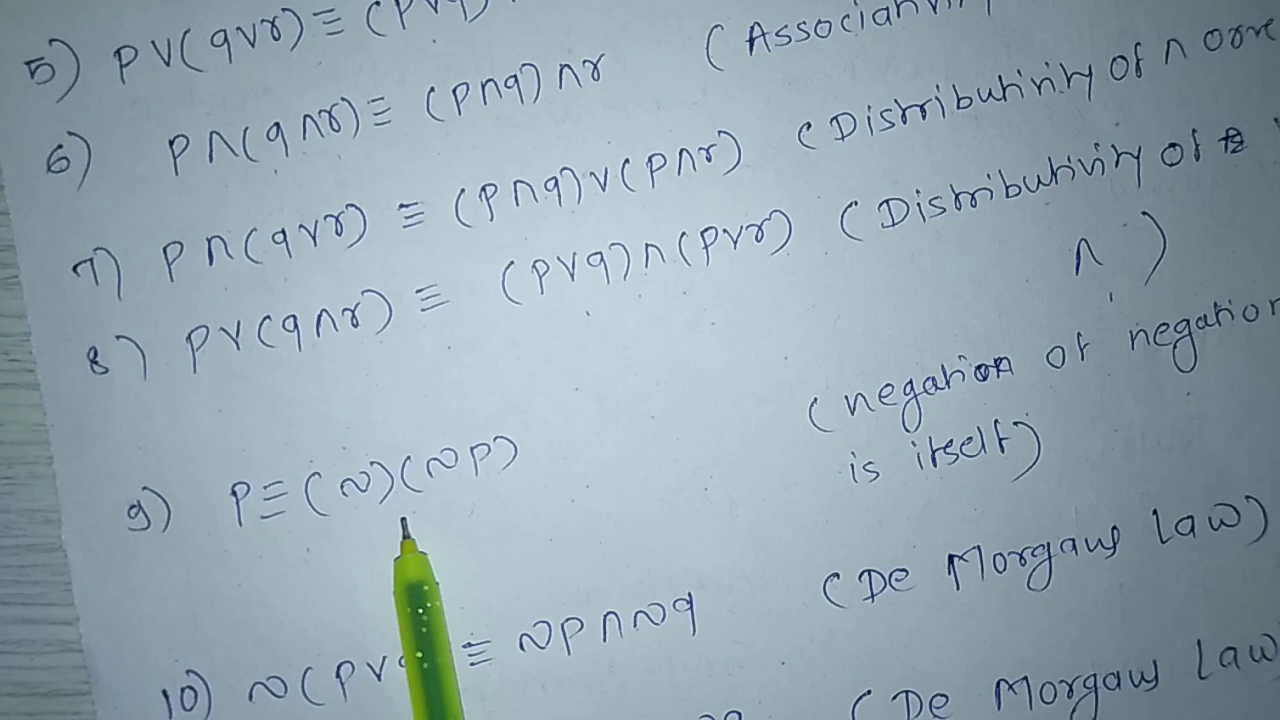 5) P∨(q∨r)≡(P∨q)
6) P∧(q∧r)≡(P∧q)∧r (Associativi
7) P∧(q∨r)≡(P∧q)∨(P∧r) (Distributivity of ∧ over
8) P∨(q∧r)≡(P∨q)∧(P∨r) (Distributivity of
∧)
9) P≡(~)(~P) (negation of negation
is itself)
10) ~(P∨ ≡ ~P∧~q (De Morgans law)
(De Morgans law